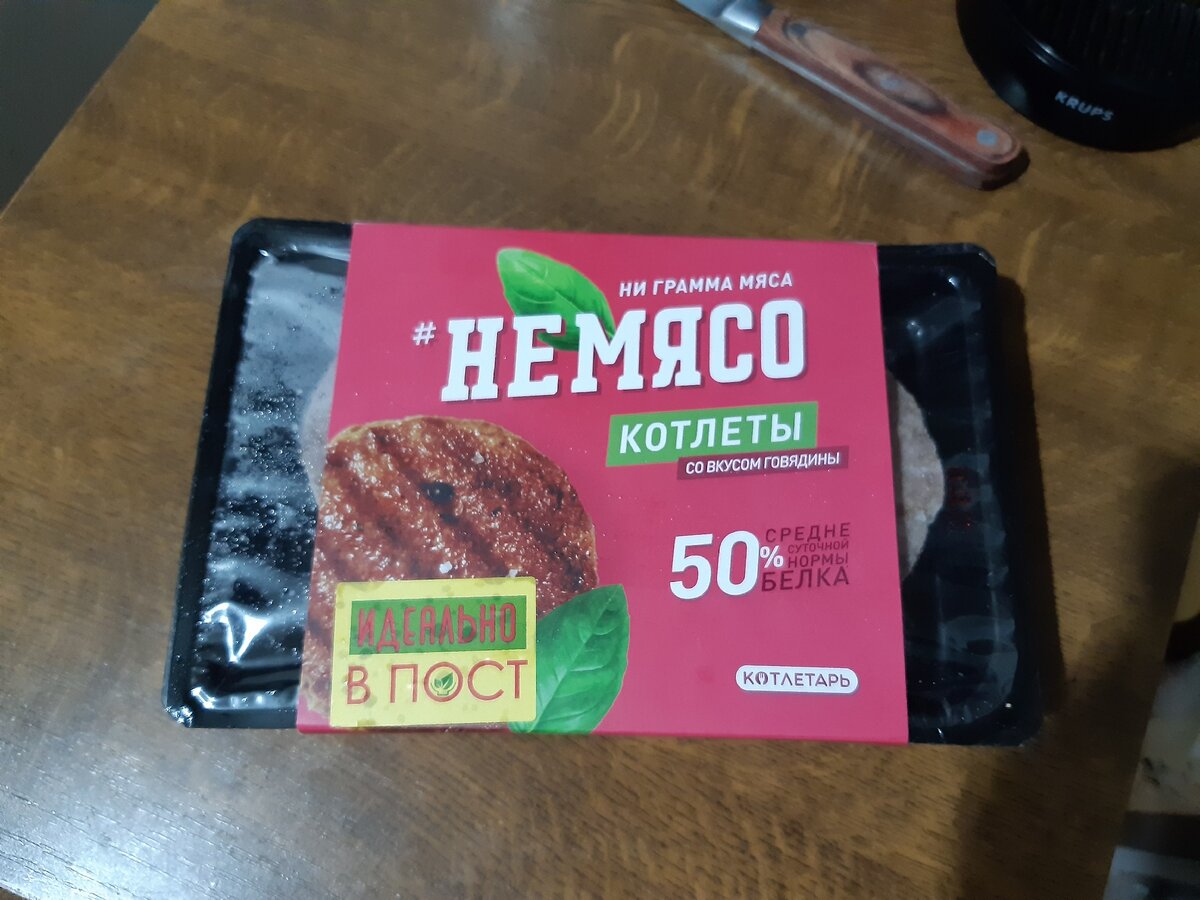 KRUPS
НИ ГРАММА МЯСА
#НЕМЯСО
КОТЛЕТЫ
СО ВКУСОМ ГОВЯДИНЫ
50% СРЕДНЕ
СУТОЧНОЙ
НОРМЫ
БЕЛКА
ИДЕАЛЬНО
В ПОСТ
КОТЛЕТАРЬ